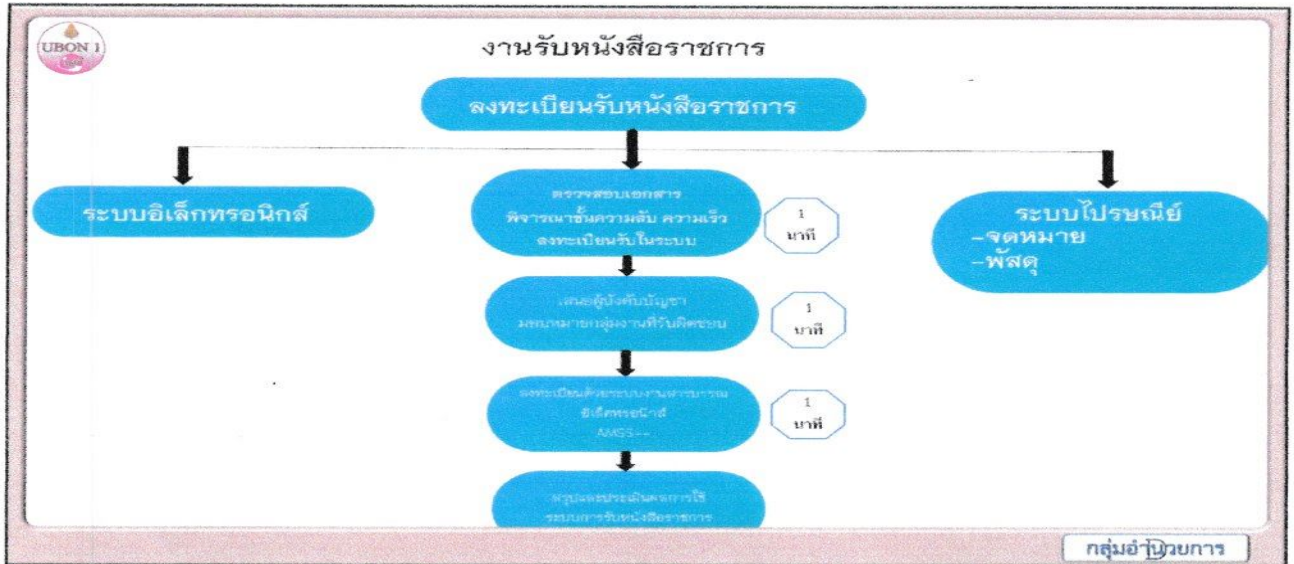 UBON 1
งานรับหนังสือราชการ
ลงทะเบียนรับหนังสือราชการ
ระบบอิเล็กทรอนิกส์
ตรวจสอบเอกสาร
พิจารณาชั้นความลับ ความเร็ว
ลงทะเบียนรับในระบบ
1
นาที
ระบบไปรษณีย์
-จดหมาย
-พัสดุ
เสนอผู้บังคับบัญชา
มอบหมายกลุ่มงานที่รับผิดชอบ
1
นาที
ลงทะเบียนด้วยระบบงานสารบรรณ
อิเล็คทรอนิกส์
AMSS--
1
นาที
สรุปและประเมินผลการใช้
ระบบการรับหนังสือราชการ
กลุ่มอำนวยการ